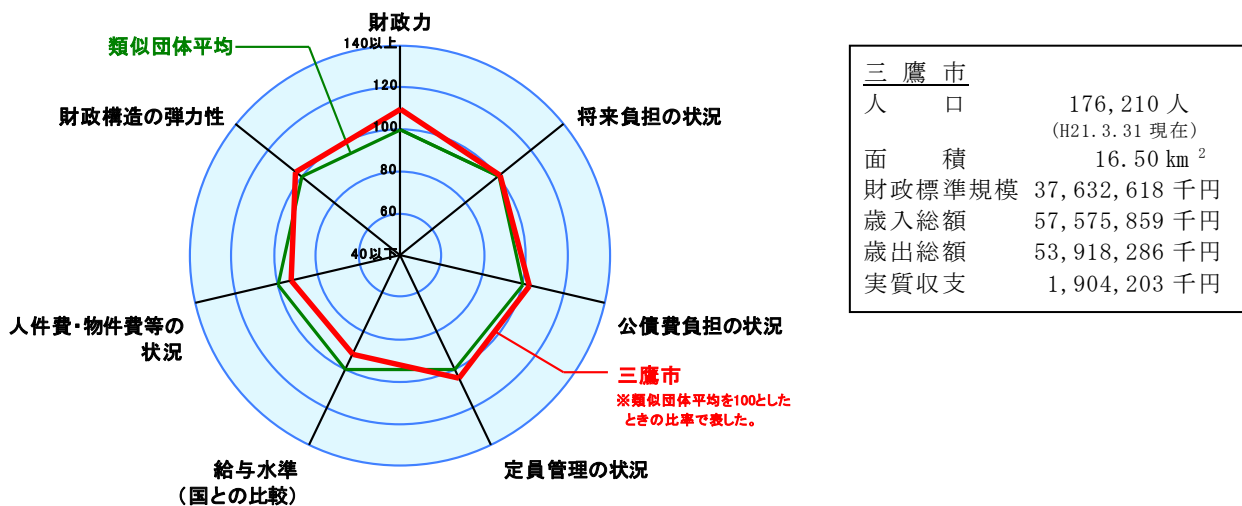 財政力
140以上
類似団体平均
120
財政構造の弾力性
将来負担の状況
100
80
60
40以下
人件費・物件費等の
状況
公債費負担の状況
三鷹市
※類似団体平均を100とした
ときの比率で表した。
給与水準
（国との比較）
定員管理の状況
三 鷹 市
人 口 176,210 人
(H21.3.31 現在)
面 積 16.50 km ²
財政標準規模 37,632,618 千円
歳入総額 57,575,859 千円
歳出総額 53,918,286 千円
実質収支 1,904,203 千円